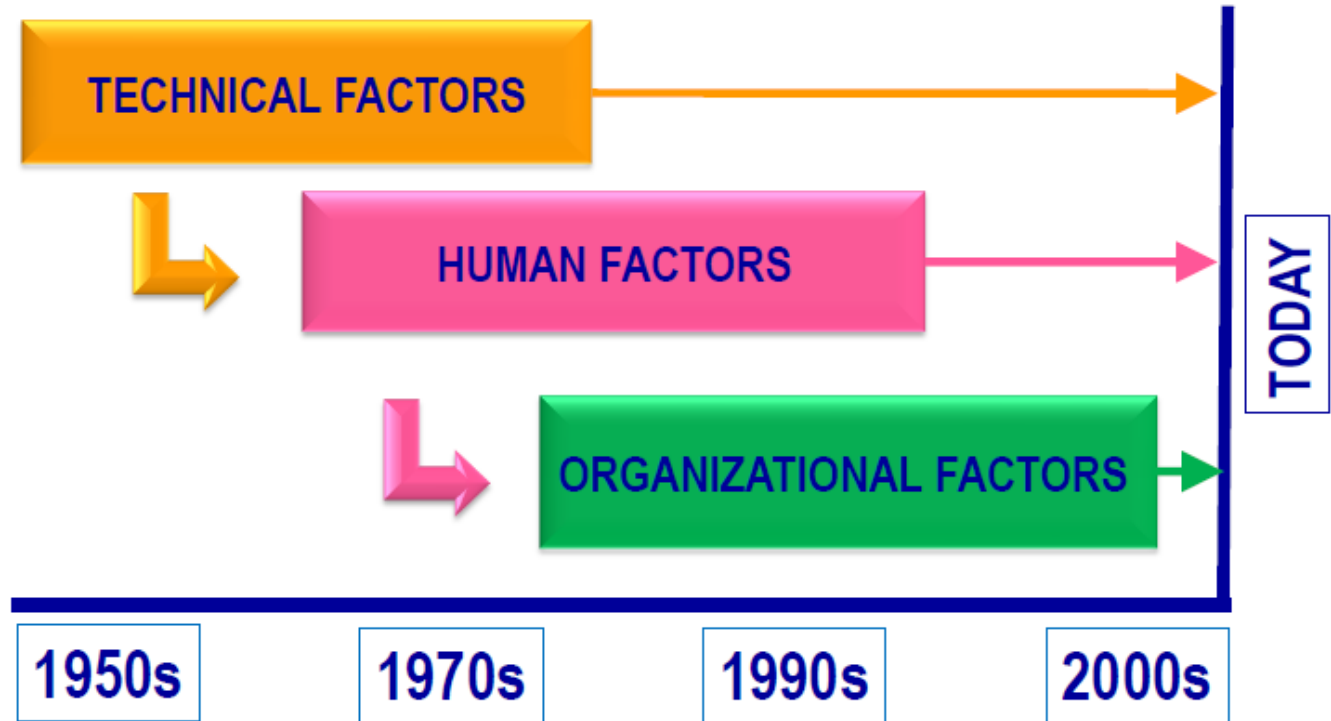 TECHNICAL FACTORS
HUMAN FACTORS
TODAY
ORGANIZATIONAL FACTORS
1950s
1970s
1990s
2000s